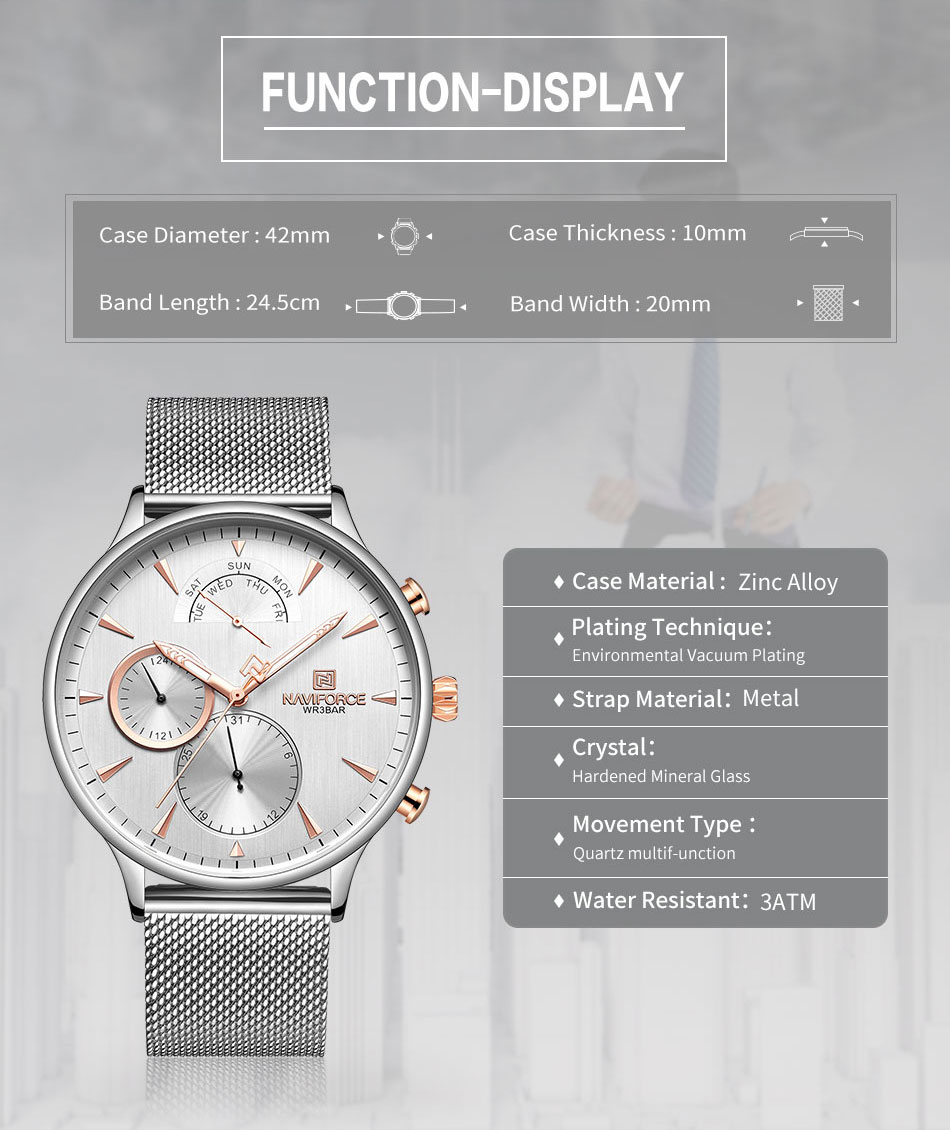 FUNCTION-DISPLAY
Case Diameter : 42mm
Case Thickness : 10mm
Band Length : 24.5cm
Band Width : 20mm
SUN
SAT
MON
TUE
WED
THU
FRI
24
12
NAVIFORCE
WR3BAR
31
25
6
19
12
Case Material : Zinc Alloy
Plating Technique:
Environmental Vacuum Plating
Strap Material: Metal
Crystal:
Hardened Mineral Glass
Movement Type :
Quartz multif-unction
Water Resistant: 3ATM